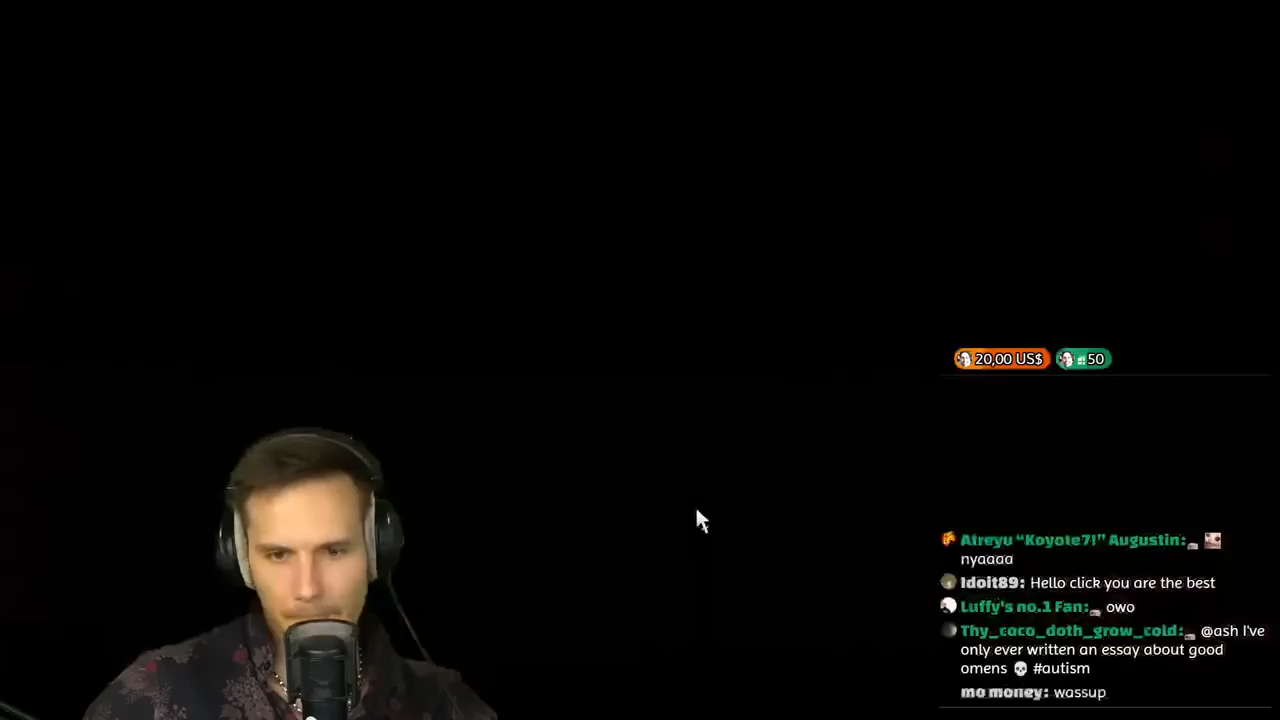 20,00 US$ 50
Atreyu "Koyote7!" Augustin:
nyaaaa
Idoit89: Hello click you are the best
Luffy's no.1 Fan: owo
Thy_coco_doth_grow_cold: @ash I've
only ever written an essay about good
omens 💀 #autism
mo money: wassup